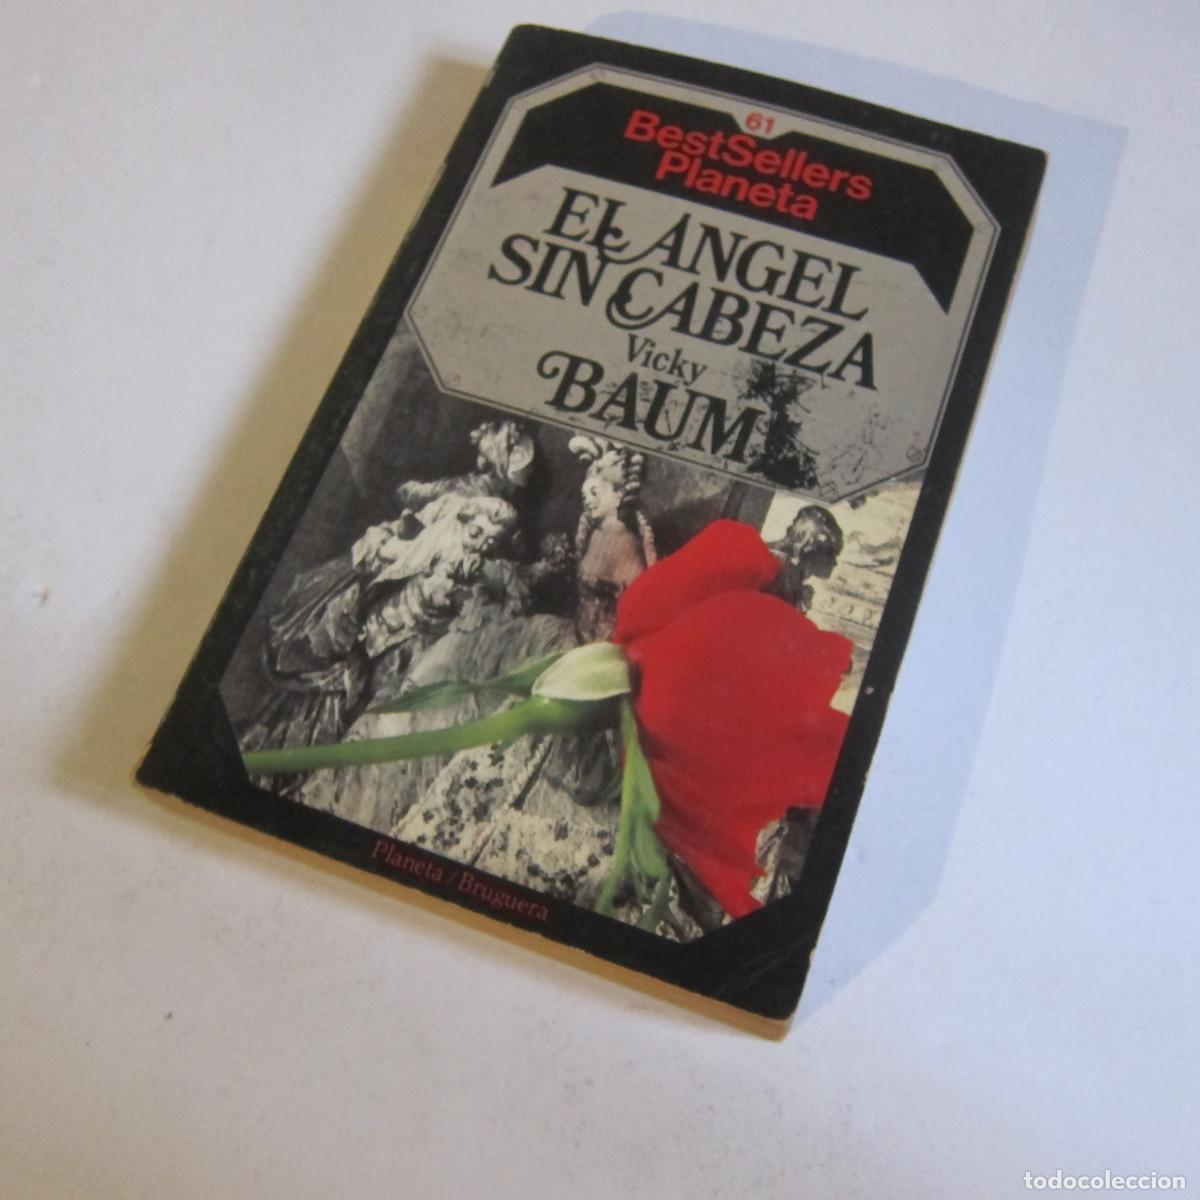 61
BestSellers
Planeta
EL ANGEL
SIN CABEZA
Vicky
BAUM
Planeta / Bruguera
todocoleccion